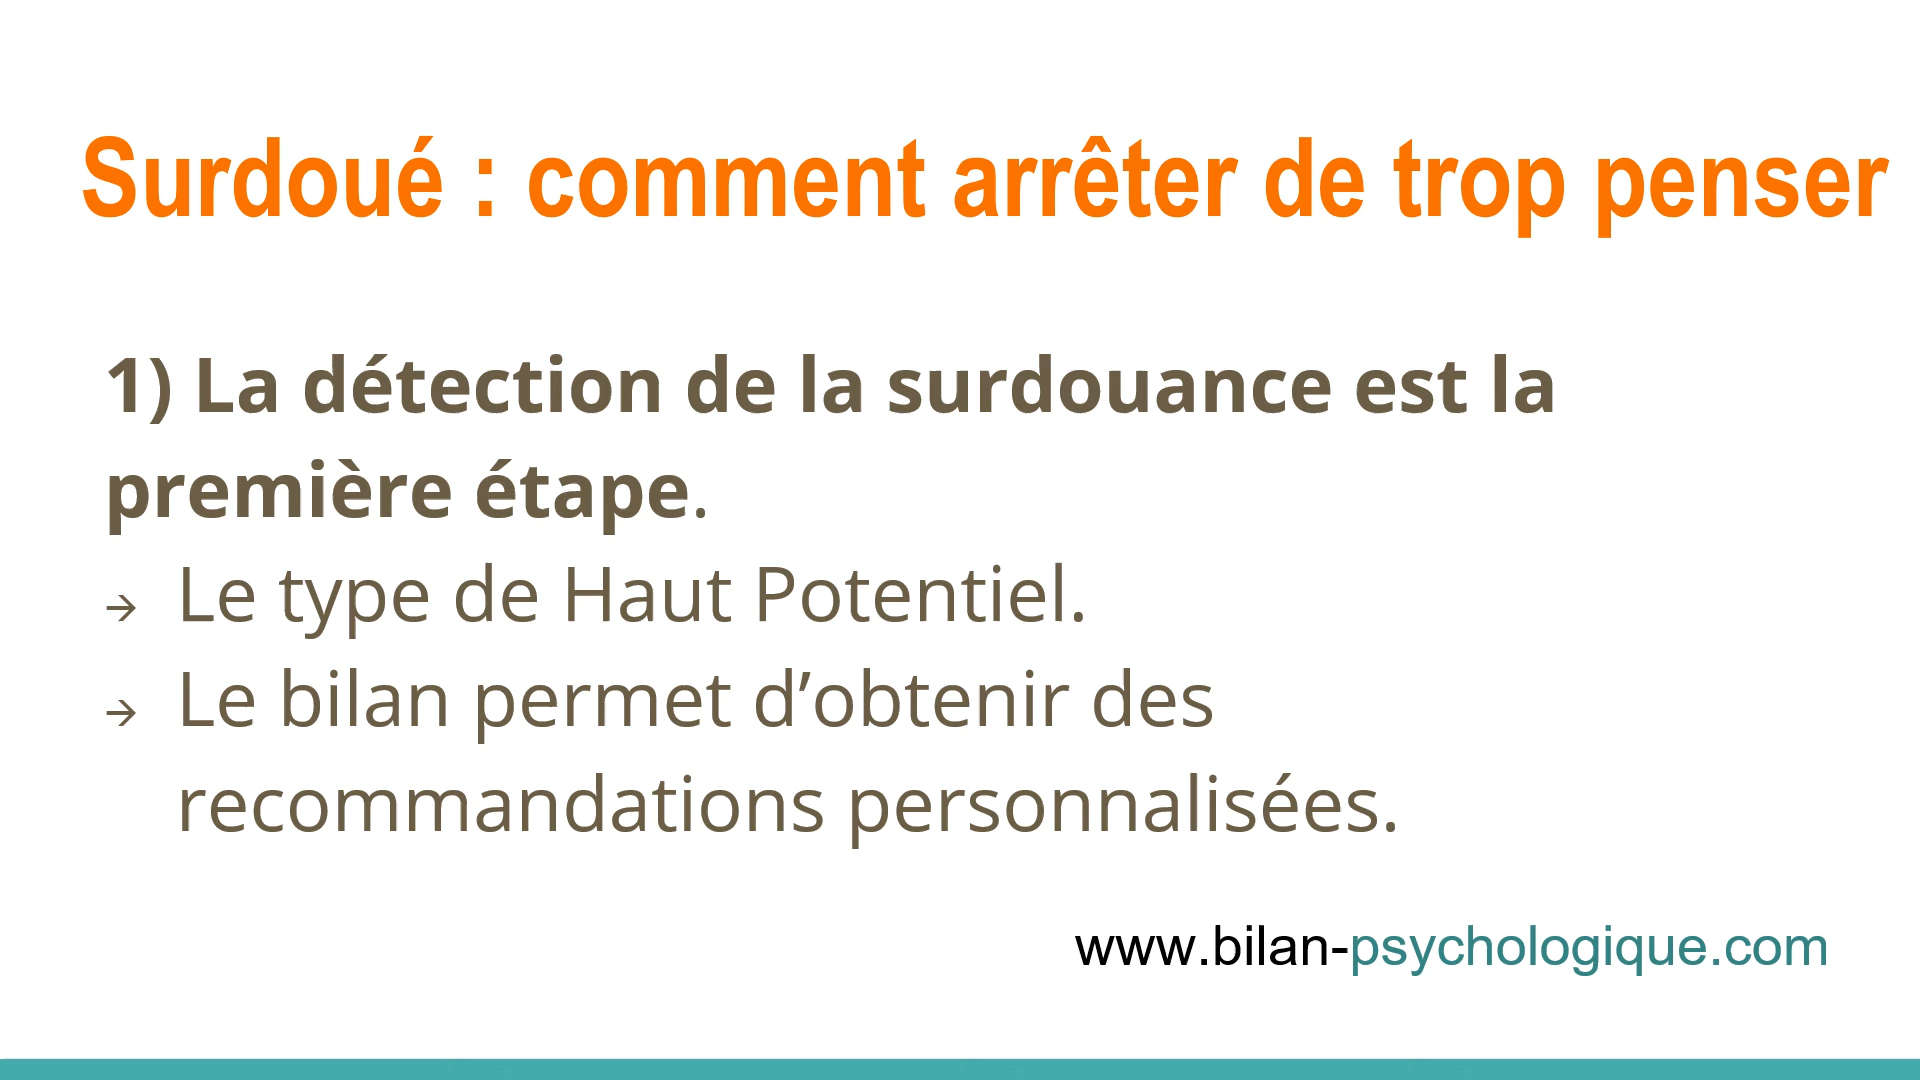 Surdoué : comment arrêter de trop penser
1) La détection de la surdouance est la
première étape.
→ Le type de Haut Potentiel.
→ Le bilan permet d’obtenir des
recommandations personnalisées.
www.bilan-psychologique.com